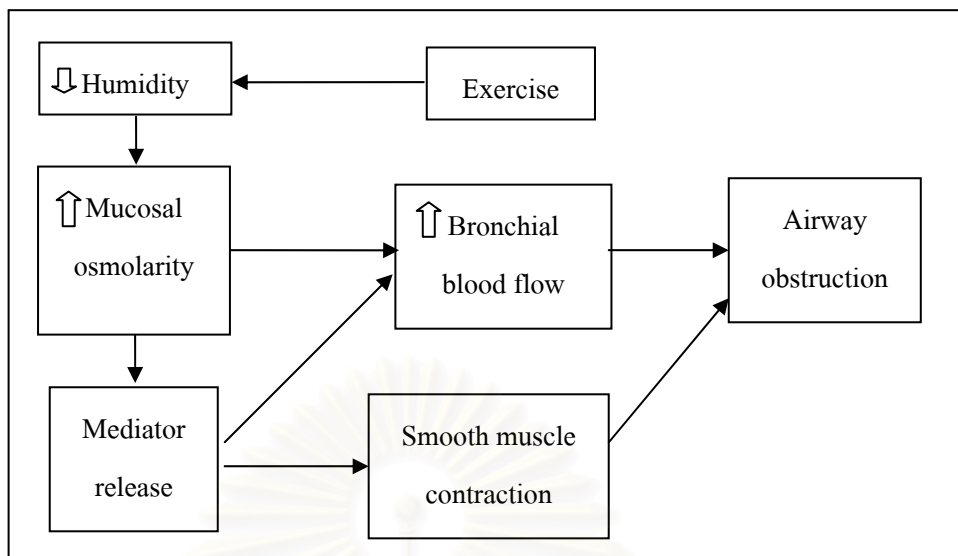 Humidity
Exercise
Mucosal
osmolarity
Bronchial
blood flow
Airway
obstruction
Mediator
release
Smooth muscle
contraction